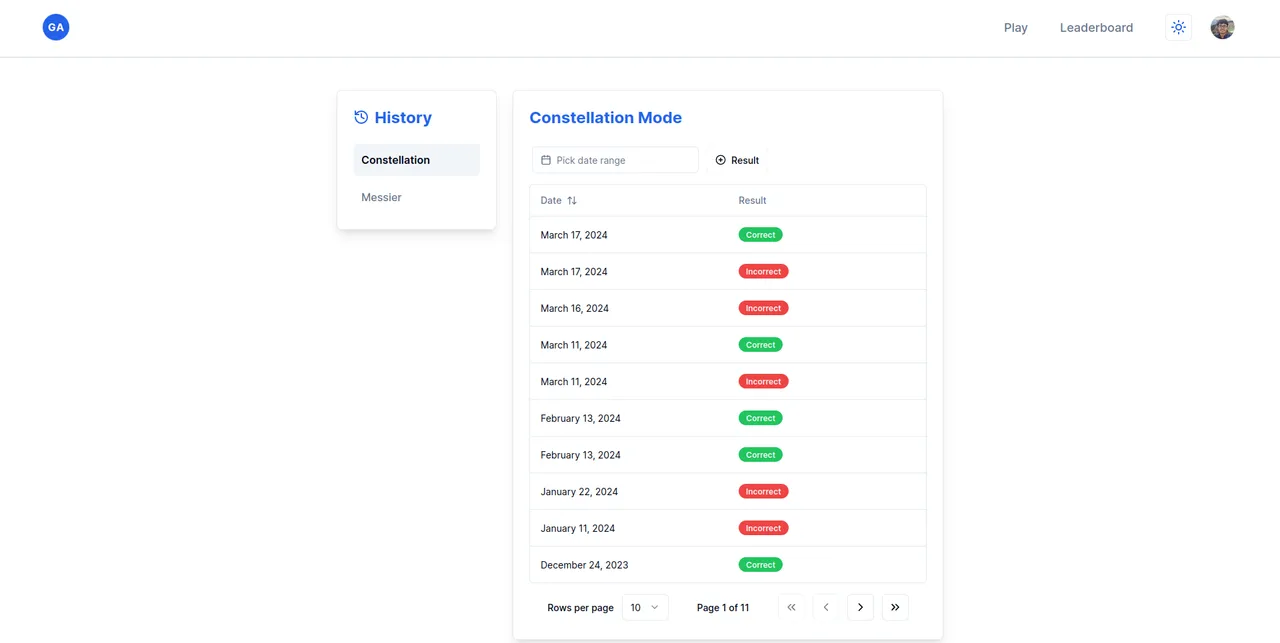 GA
Play
Leaderboard
History
Constellation
Messier
Constellation Mode
Pick date range
Result
Date
Result
March 17, 2024
Correct
March 17, 2024
Incorrect
March 16, 2024
Incorrect
March 11, 2024
Correct
March 11, 2024
Incorrect
February 13, 2024
Correct
February 13, 2024
Correct
January 22, 2024
Incorrect
January 11, 2024
Incorrect
December 24, 2023
Correct
Rows per page
10
Page 1 of 11